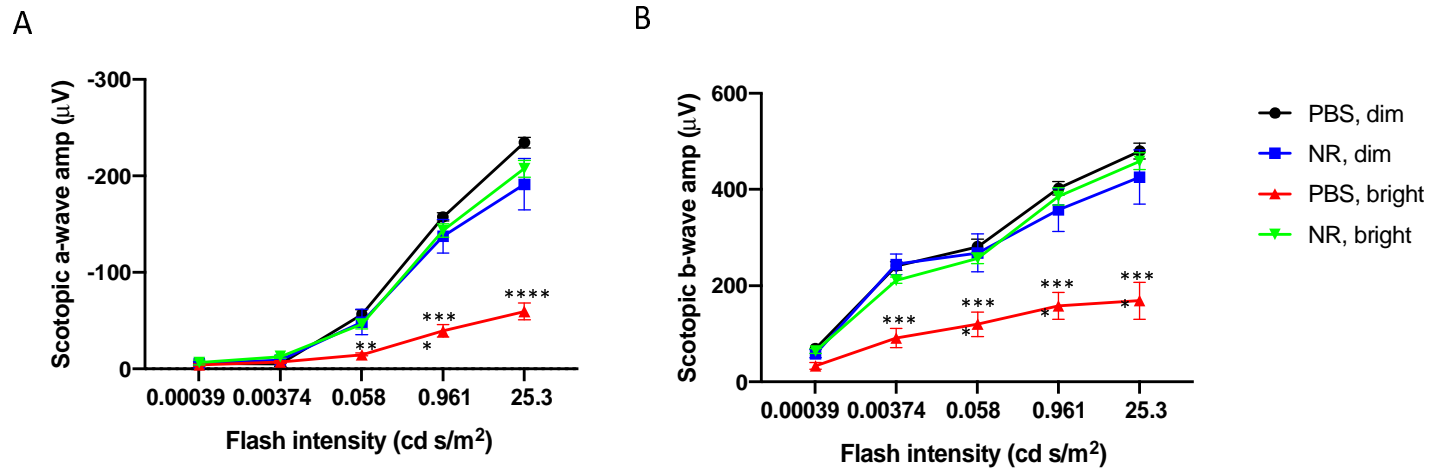 A
B
Scotopic a-wave amp (μV)
-300
-200
-100
0
****
***
*
**
0.00039 0.00374 0.058 0.961 25.3
Flash intensity (cd s/m²)
Scotopic b-wave amp (μV)
600
400
200
0
***
*
***
*
***
*
***
0.00039 0.00374 0.058 0.961 25.3
Flash intensity (cd s/m²)
PBS, dim
NR, dim
PBS, bright
NR, bright